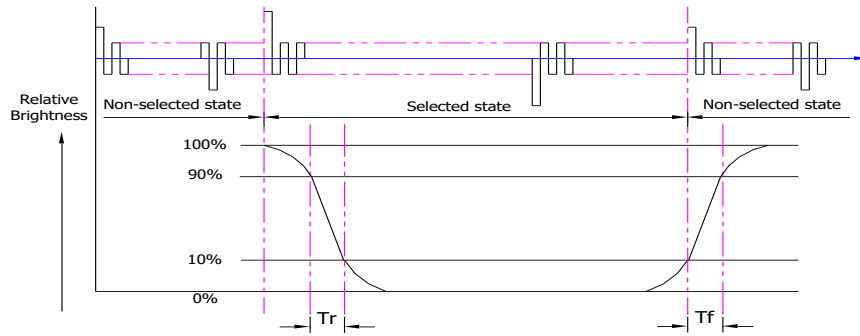 Relative
Brightness
Non-selected state
Selected state
Non-selected state
100%
90%
10%
0%
Tr
Tf